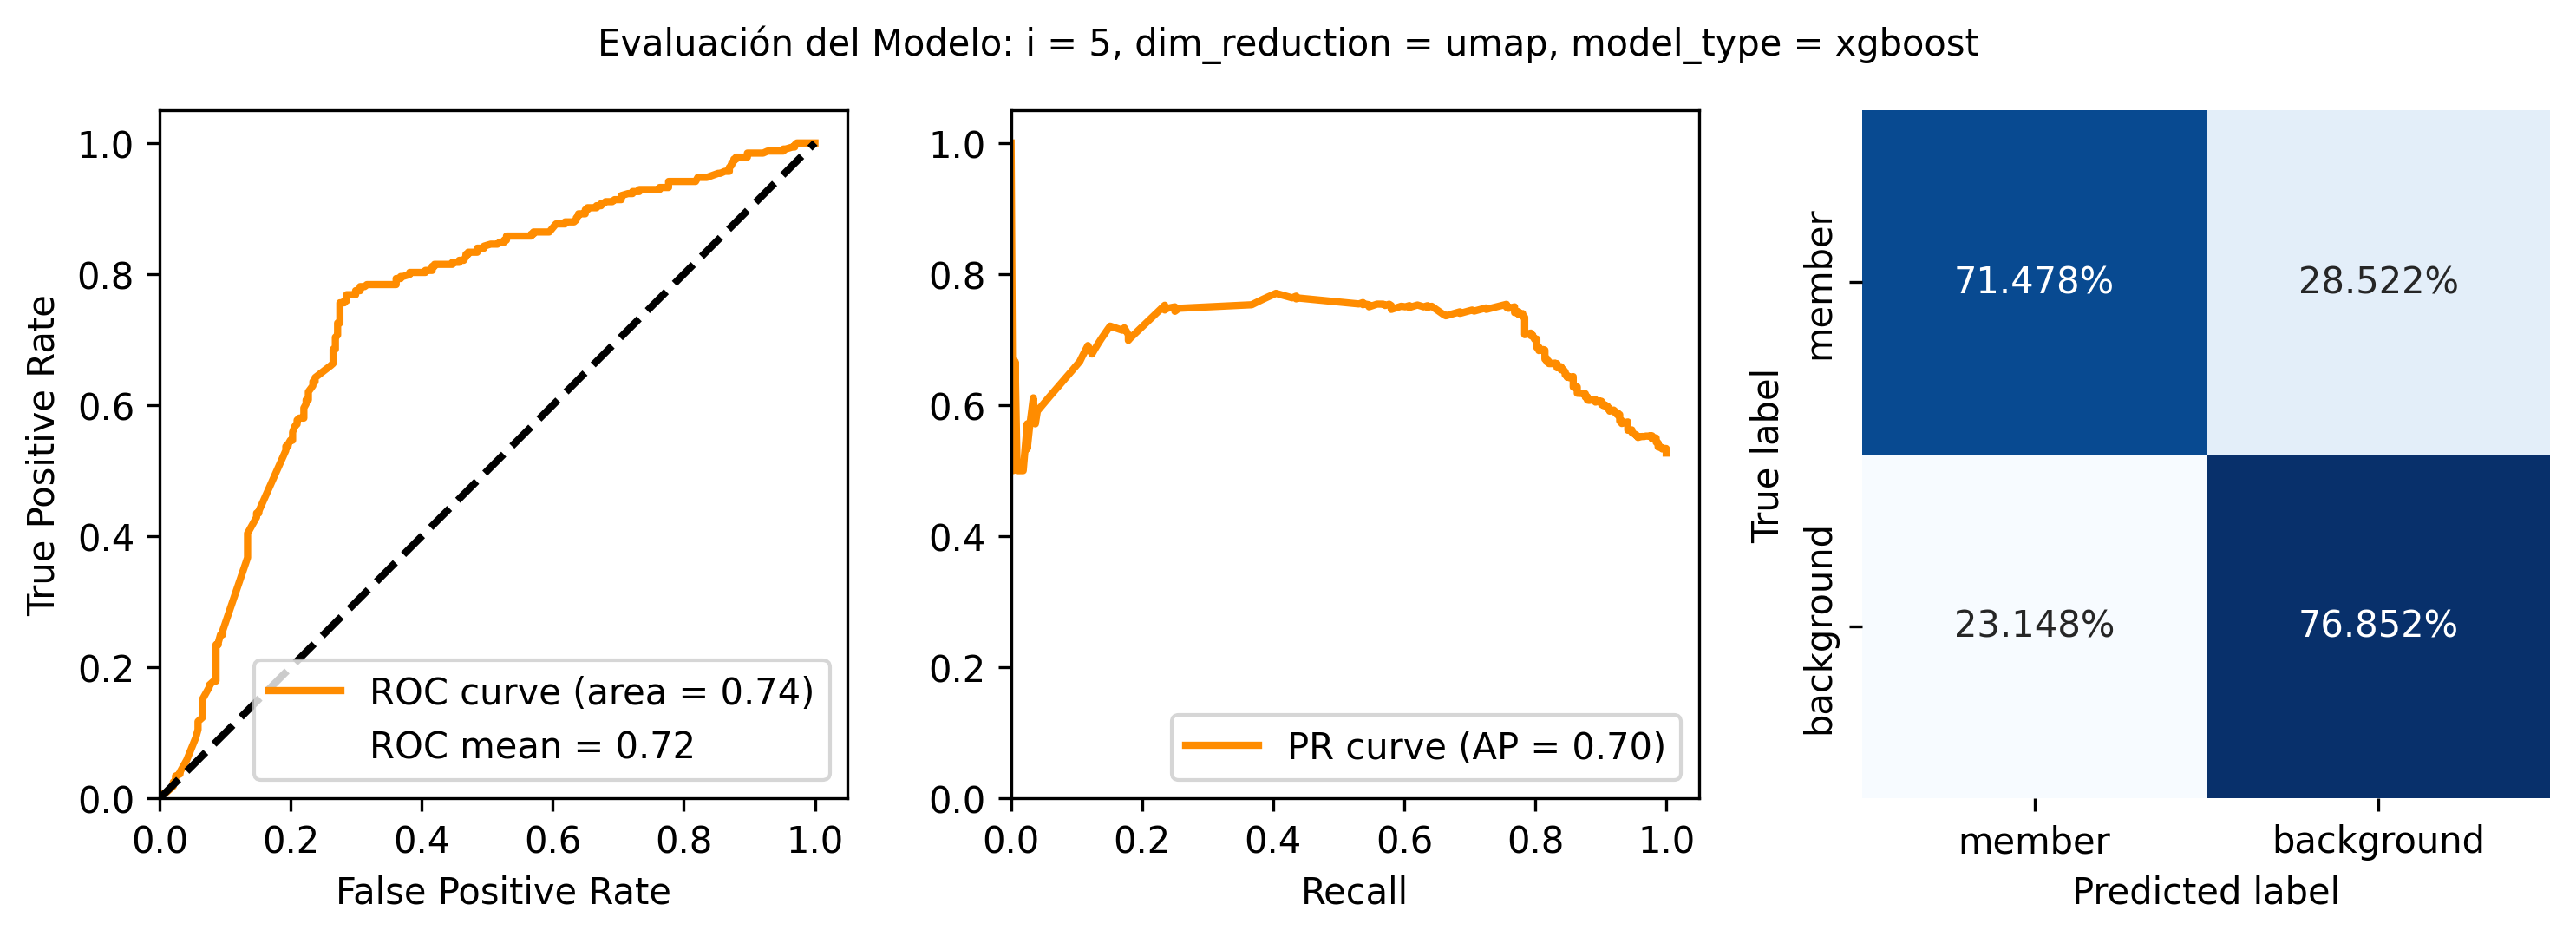 Evaluación del Modelo: i = 5, dim_reduction = umap, model_type = xgboost
True Positive Rate
1.0
0.8
0.6
0.4
0.2
0.0
ROC curve (area = 0.74)
ROC mean = 0.72
0.0 0.2 0.4 0.6 0.8 1.0
False Positive Rate
1.0
0.8
0.6
0.4
0.2
0.0
PR curve (AP = 0.70)
0.0 0.2 0.4 0.6 0.8 1.0
Recall
True label
member
background
71.478% 28.522%
23.148% 76.852%
member background
Predicted label